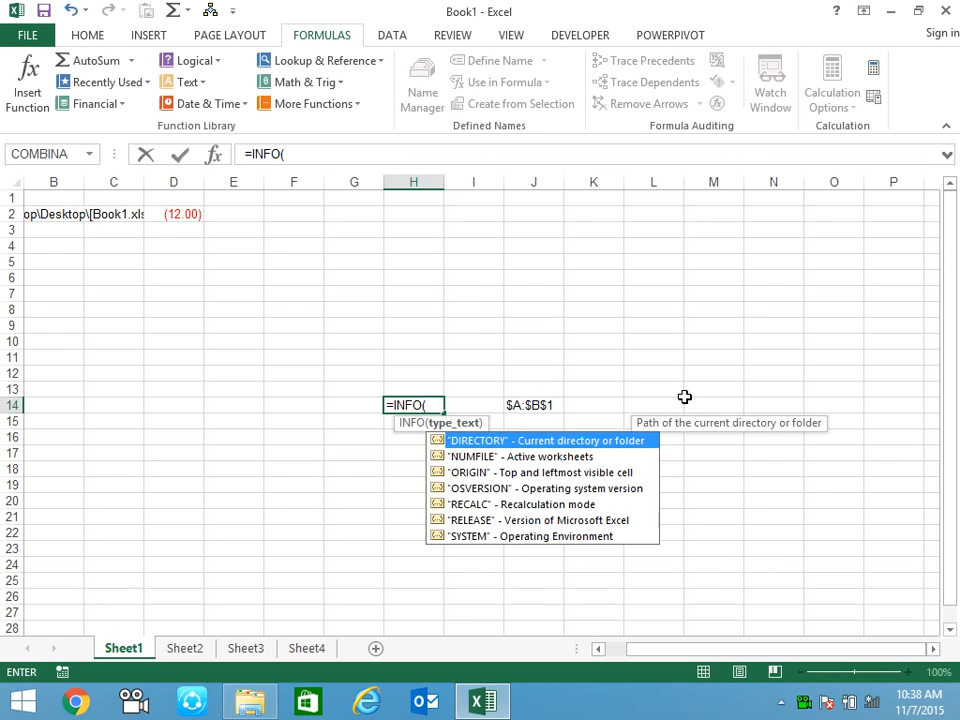 Book1 - Excel
?
FILE HOME INSERT PAGE LAYOUT FORMULAS DATA REVIEW VIEW DEVELOPER POWERPIVOT Sign in
AutoSum Logical Lookup & Reference Define Name Trace Precedents
Recently Used Text Math & Trig Use in Formula Trace Dependents
Financial Date & Time More Functions Create from Selection Remove Arrows
Insert Function
Name Manager
Watch Window
Calculation Options
Function Library Defined Names Formula Auditing Calculation
COMBINA fx =INFO(
B C D E F G H I J K L M N O P
1
2 op\Desktop\[Book1.xls (12.00)
3
4
5
6
7
8
9
10
11
12
13
14 =INFO( $A:$B$1
15 INFO(type_text) Path of the current directory or folder
"DIRECTORY" - Current directory or folder
16 "NUMFILE" - Active worksheets
17 "ORIGIN" - Top and leftmost visible cell
18 "OSVERSION" - Operating system version
19 "RECALC" - Recalculation mode
20 "RELEASE" - Version of Microsoft Excel
21 "SYSTEM" - Operating Environment
22
23
24
25
26
27
28
Sheet1 Sheet2 Sheet3 Sheet4
ENTER 100%
10:38 AM
11/7/2015